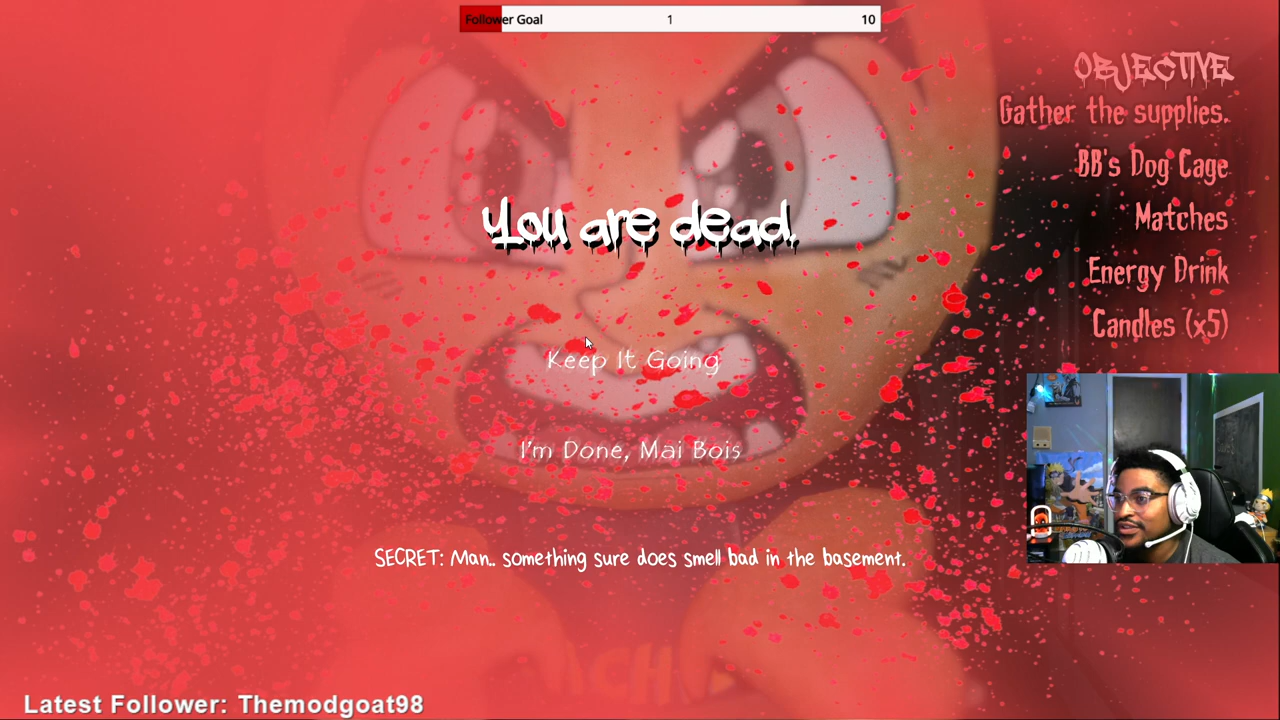 Follower Goal 1 10
OBJECTIVE
Gather the supplies.
BB's Dog Cage
Matches
Energy Drink
Candles (x5)
You are dead.
Keep It Going
I'm Done, Mai Bois
SECRET: Man.. something sure does smell bad in the basement.
Latest Follower: Themodgoat98